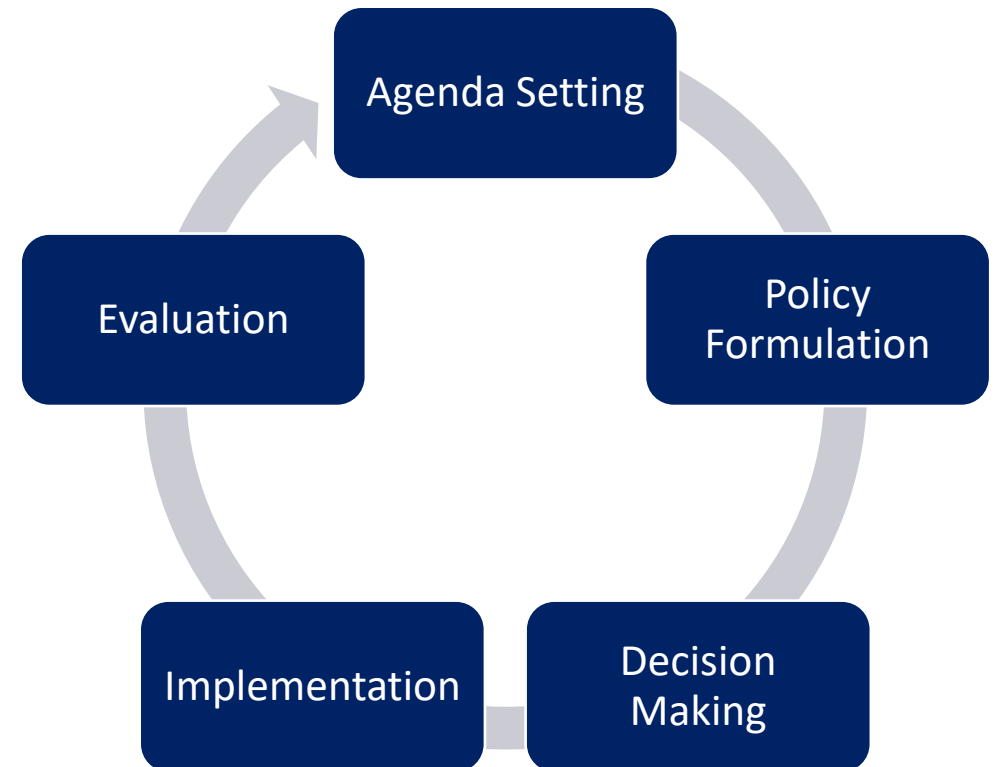 Agenda Setting
Policy
Formulation
Decision
Making
Implementation
Evaluation